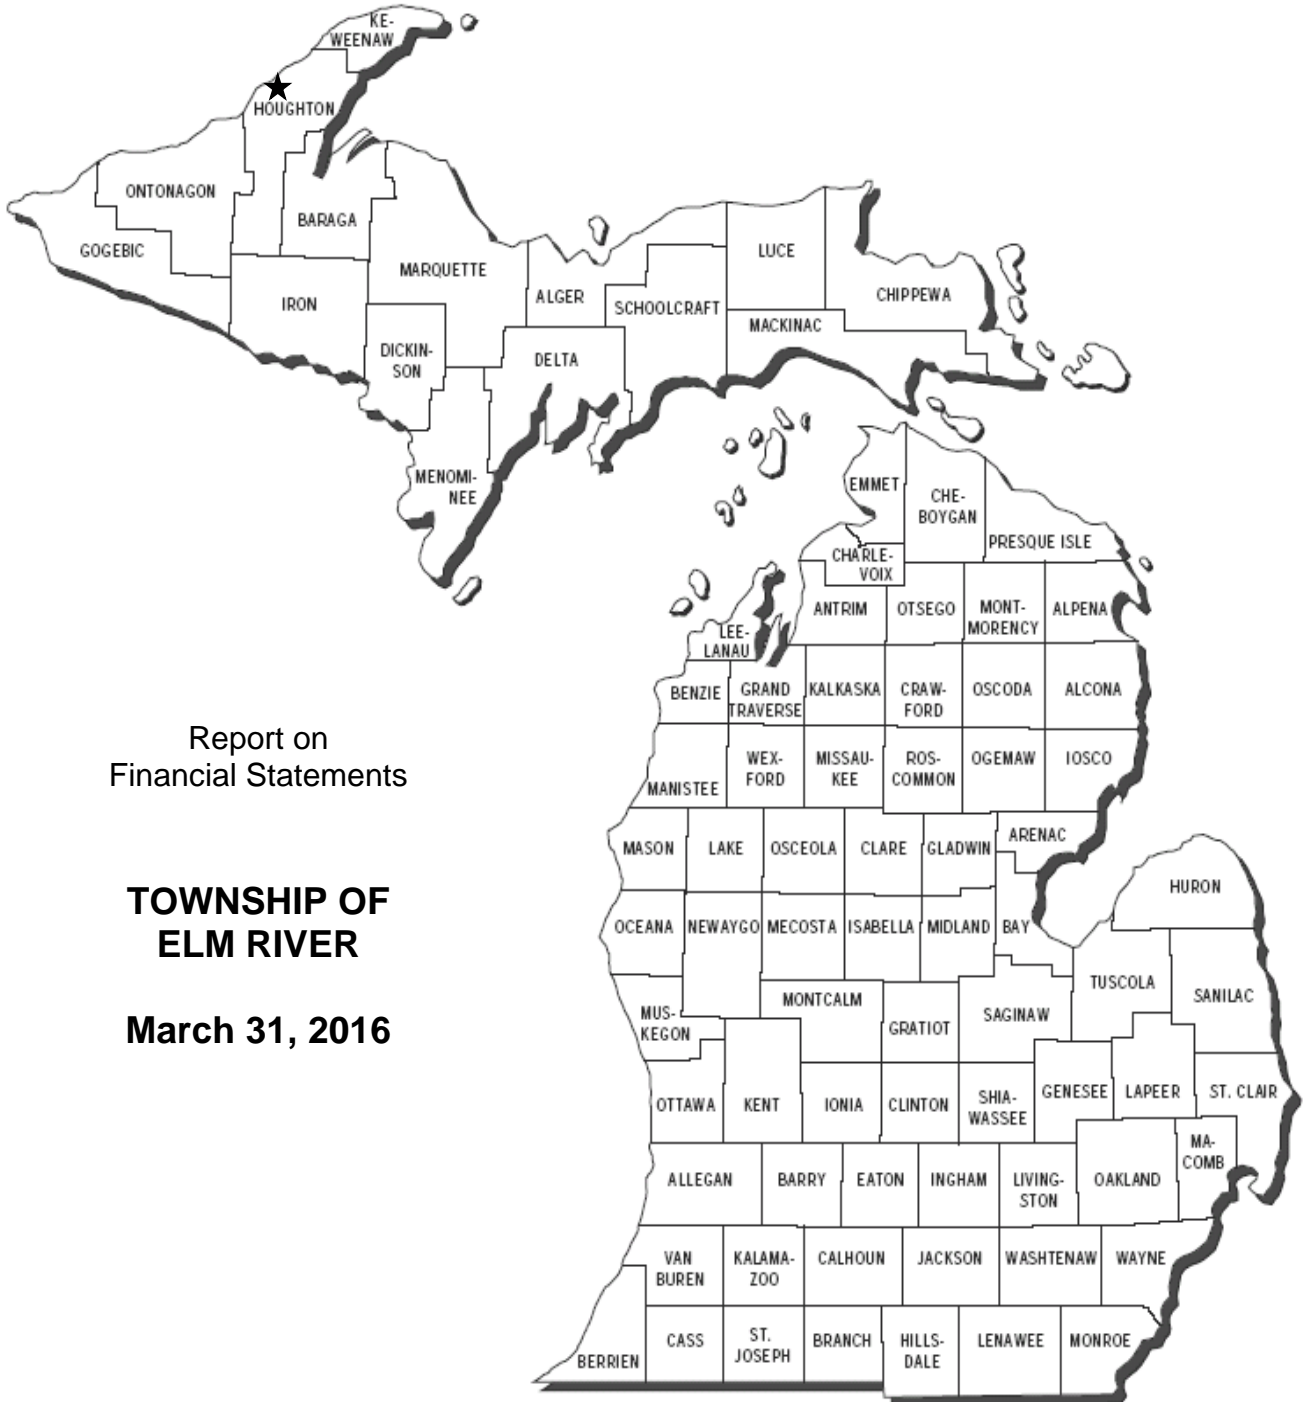 KE-
WEENAW
HOUGHTON
ONTONAGON
BARAGA
GOGEBIC
MARQUETTE
LUCE
IRON
ALGER
SCHOOLCRAFT
CHIPPEWA
MACKINAC
DICKIN-
SON
DELTA
MENOMI-
NEE
EMMET
CHE-
BOYGAN
PRESQUE ISLE
CHARLE-
VOIX
ANTRIM
OTSEGO
MONT-
MORENCY
ALPENA
LEE-
LANAU
BENZIE
GRAND
TRAVERSE
KALKASKA
CRAW-
FORD
OSCODA
ALCONA
Report on
Financial Statements
MANISTEE
WEX-
FORD
MISSAU-
KEE
ROS-
COMMON
OGEMAW
IOSCO
MASON
LAKE
OSCEOLA
CLARE
GLADWIN
ARENAC
HURON
TOWNSHIP OF
ELM RIVER
OCEANA
NEWAYGO
MECOSTA
ISABELLA
MIDLAND
BAY
TUSCOLA
SANILAC
March 31, 2016
MUS-
KEGON
MONTCALM
GRATIOT
SAGINAW
OTTAWA
KENT
IONIA
CLINTON
SHIA-
WASSEE
GENESEE
LAPEER
ST. CLAIR
ALLEGAN
BARRY
EATON
INGHAM
LIVING-
STON
OAKLAND
MA-
COMB
VAN
BUREN
KALAMA-
ZOO
CALHOUN
JACKSON
WASHTENAW
WAYNE
BERRIEN
CASS
ST.
JOSEPH
BRANCH
HILLS-
DALE
LENAWEE
MONROE